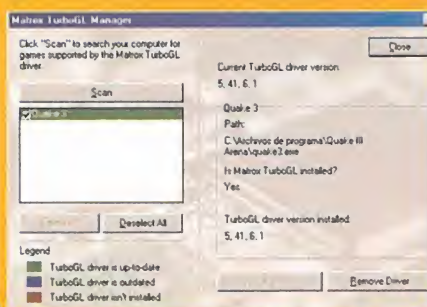 Matrox TurboGL Manager
Click "Scan" to search your computer for
games supported by the Matrox TurboGL
driver.
Scan
Quake 3
Deselect All
Legend
TurboGL driver is up-to-date
TurboGL driver is outdated
TurboGL driver isn't installed
Close
Current TurboGL driver version
5, 41, 6, 1
Quake 3
Path:
C:\Archivos de programa\Quake III
Arena\quake3.exe
Is Matrox TurboGL installed?
Yes
TurboGL driver version installed:
5, 41, 6, 1
Remove Driver